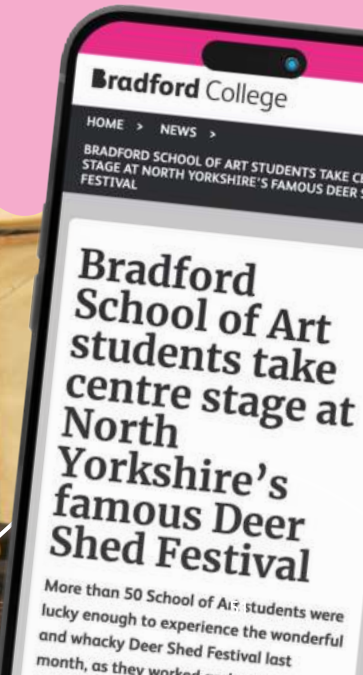 Bradford College
HOME > NEWS >
BRADFORD SCHOOL OF ART STUDENTS TAKE
STAGE AT NORTH YORKSHIRE'S FAMOUS DEER
FESTIVAL
Bradford
School of Art
students take
centre stage at
North
Yorkshire's
famous Deer
Shed Festival
More than 50 School of Art students were
lucky enough to experience the wonderful
and whacky Deer Shed Festival last
month, as they worked